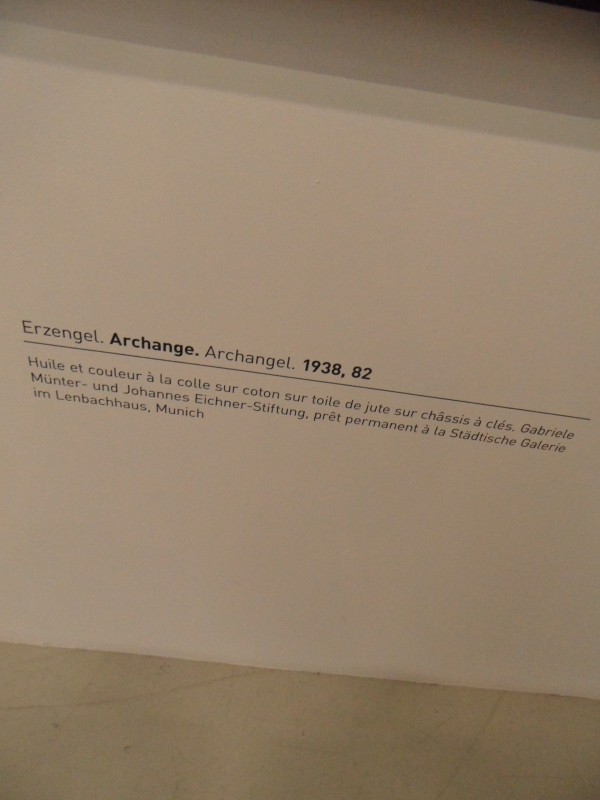 Erzengel. Archange. Archangel. 1938, 82
Huile et couleur à la colle sur coton sur toile de jute sur châssis à clés. Gabriele
Münter- und Johannes Eichner-Stiftung, prêt permanent à la Städtische Galerie
im Lenbachhaus, Munich